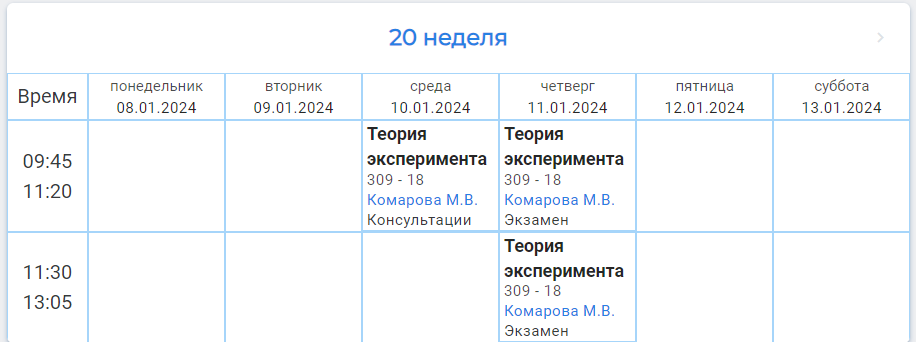 20 неделя
Время
понедельник
08.01.2024
вторник
09.01.2024
среда
10.01.2024
четверг
11.01.2024
пятница
12.01.2024
суббота
13.01.2024
09:45
11:20
Теория
эксперимента
309 - 18
Комарова М.В.
Консультации
Теория
эксперимента
309 - 18
Комарова М.В.
Экзамен
11:30
13:05
Теория
эксперимента
309 - 18
Комарова М.В.
Экзамен